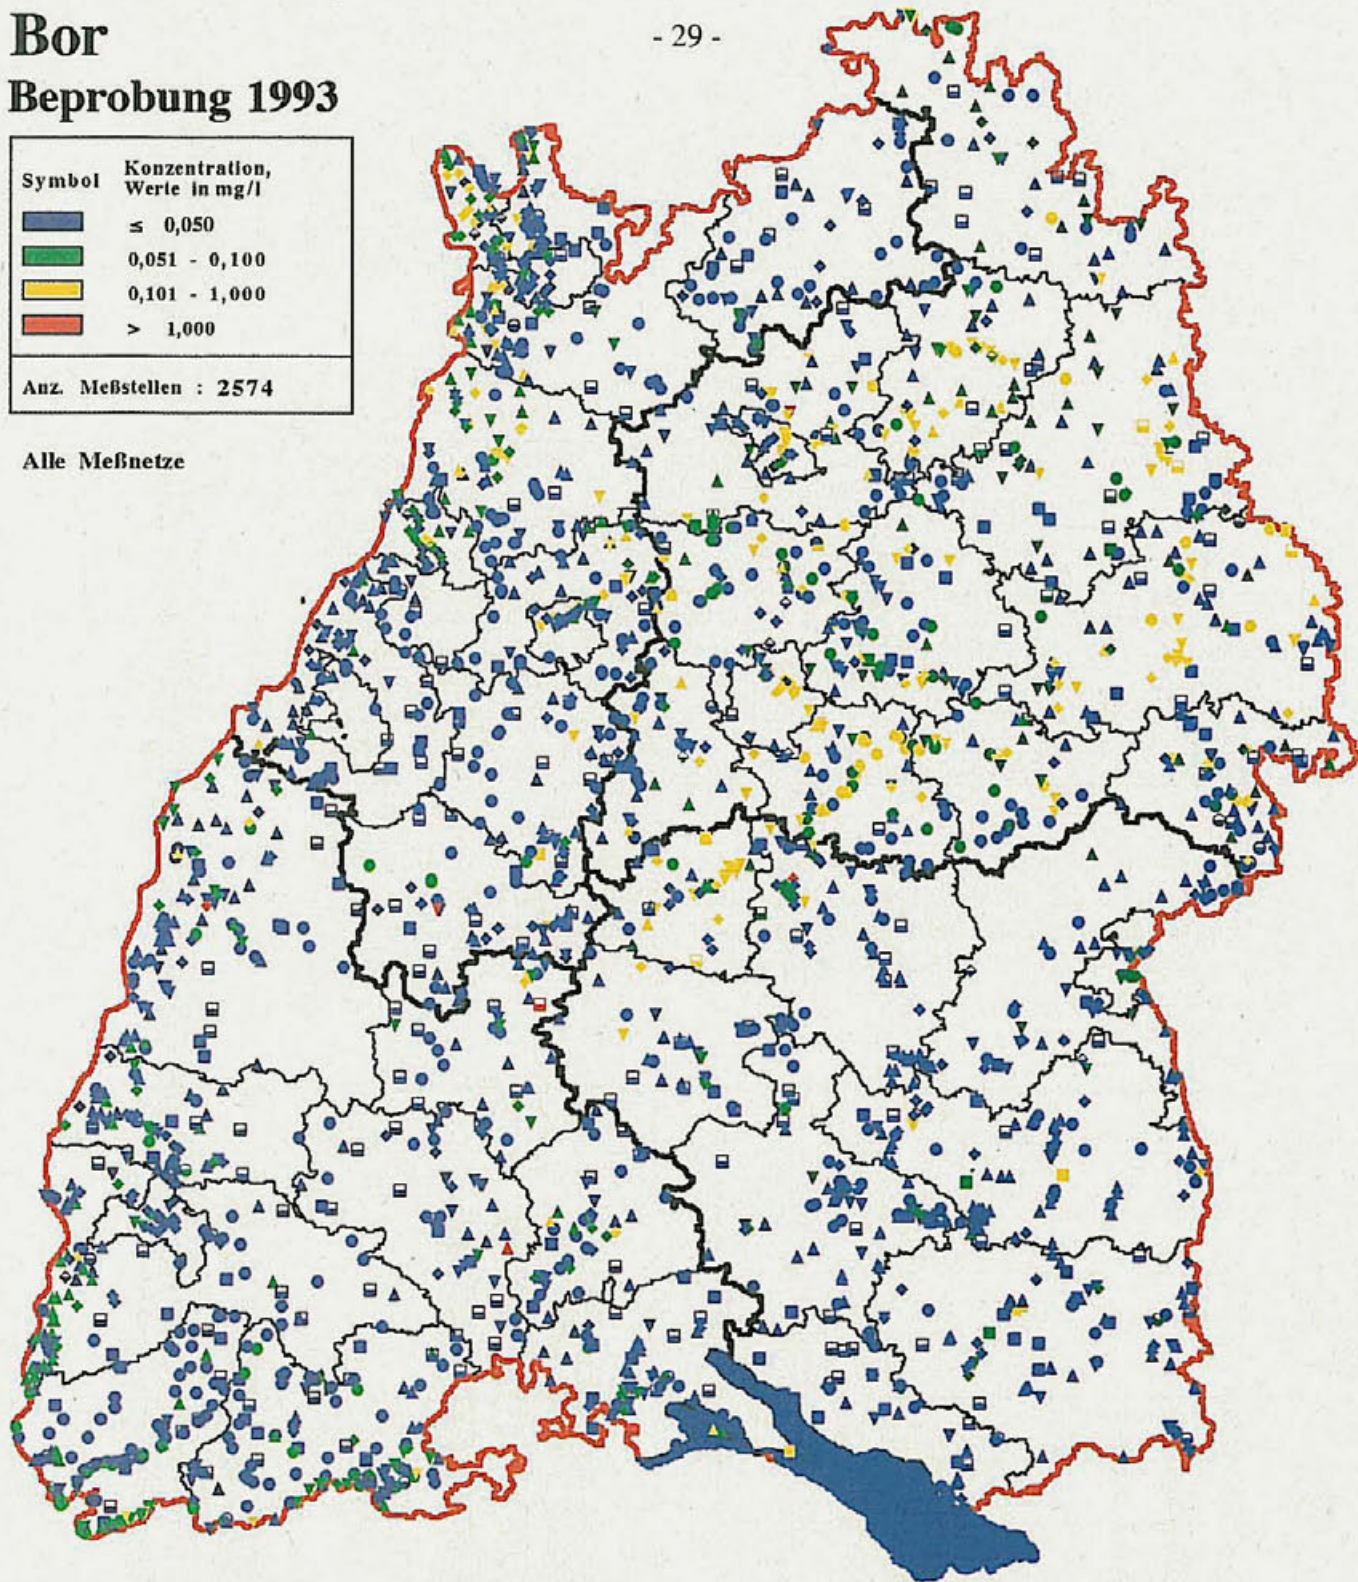 Bor
- 29 -
Beprobung 1993
Symbol Konzentration,
Werte in mg/l
≤ 0,050
0,051 - 0,100
0,101 - 1,000
> 1,000
Anz. Meßstellen : 2574
Alle Meßnetze